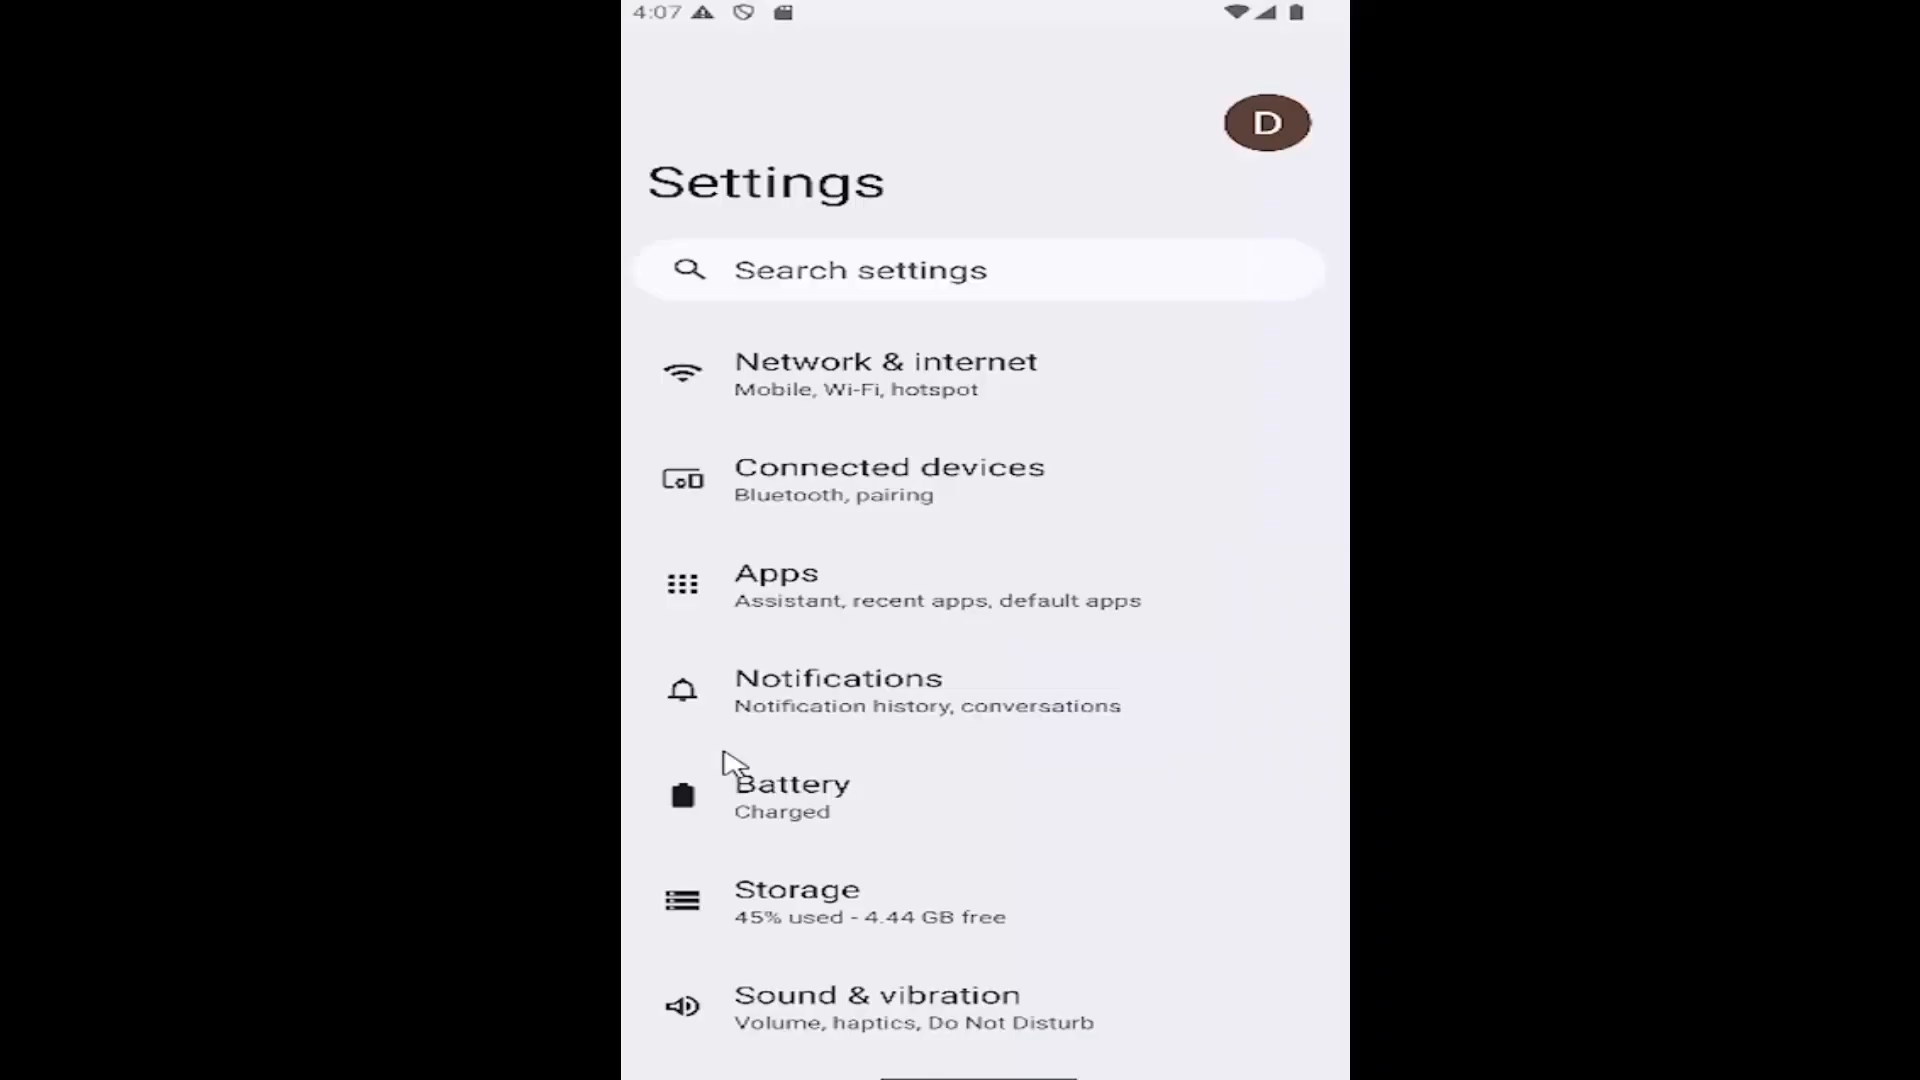 4:07
D
Settings
Search settings
Network & internet
Mobile, Wi-Fi, hotspot
Connected devices
Bluetooth, pairing
Apps
Assistant, recent apps, default apps
Notifications
Notification history, conversations
Battery
Charged
Storage
45% used - 4.44 GB free
Sound & vibration
Volume, haptics, Do Not Disturb